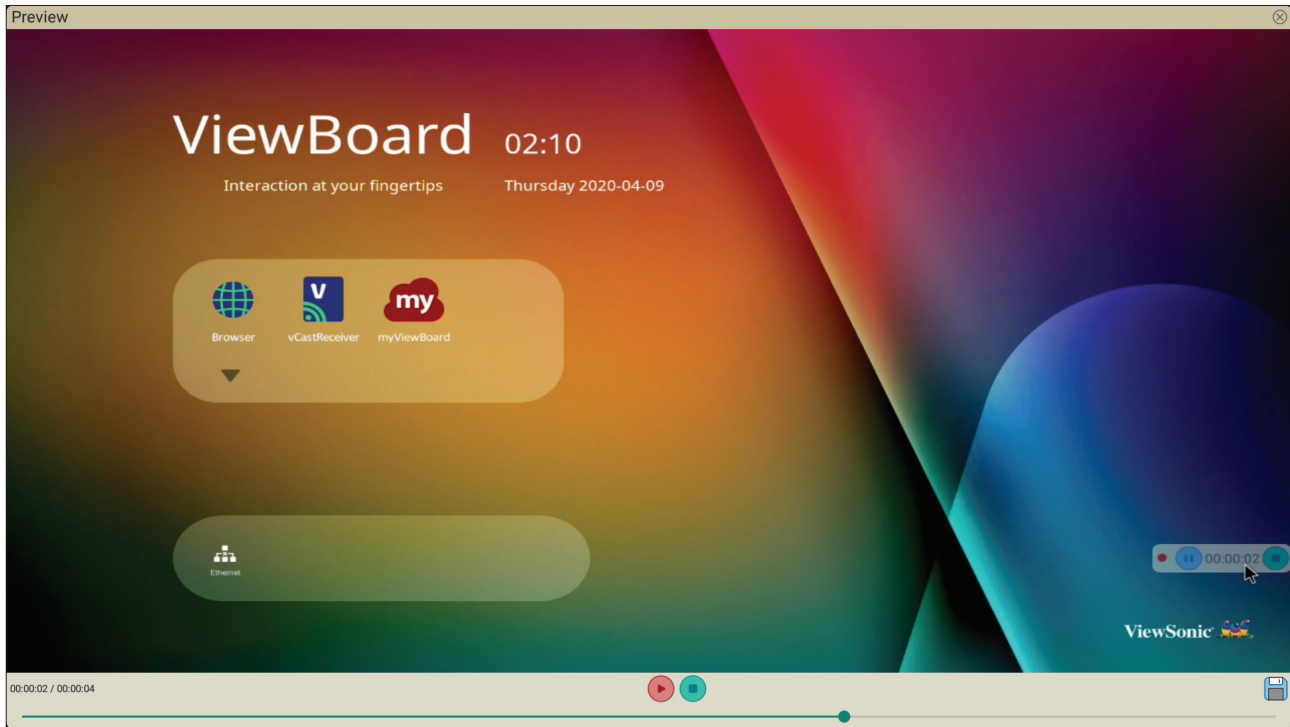 Preview
ViewBoard 02:10
Interaction at your fingertips Thursday 2020-04-09
V my
Browser vCastReceiver myViewBoard
Ethernet
00:00:02
ViewSonic
00:00:02 / 00:00:04